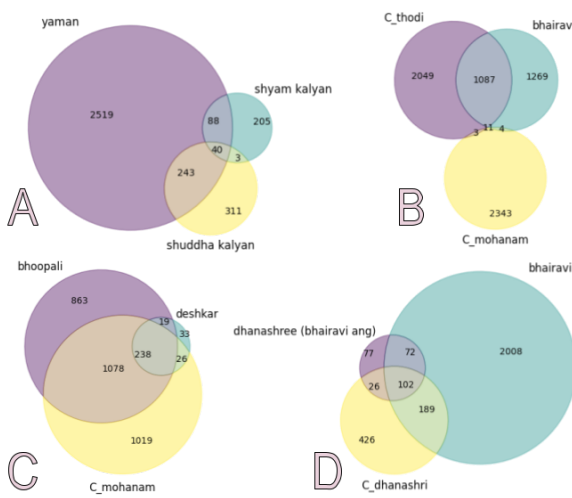 yaman
2519
shyam kalyan
88
205
40
3
243
311
shuddha kalyan
A
C_thodi
bhairavi
2049
1087
1269
11
3
4
2343
C_mohanam
B
bhoopali
863
deshkar
19
33
238
26
1078
1019
C_mohanam
C
bhairavi
dhanashree (bhairavi ang)
77
72
2008
26
102
189
426
C_dhanashri
D